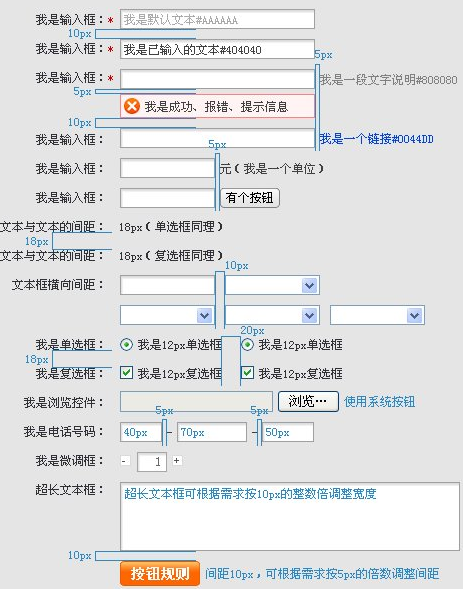 我是输入框：* 我是默认文本#AAAAAA
10px
我是输入框：* 我是已输入的文本#404040
5px
我是输入框：* 我是一段文字说明#808080
5px
我是成功、报错、提示信息
10px
我是输入框： 我是一个链接#0044DD
5px
我是输入框： 元（我是一个单位）
我是输入框： 有个按钮
文本与文本的间距： 18px（单选框同理）
18px
文本与文本的间距： 18px（复选框同理）
10px
文本框横向间距：
20px
我是单选框： 我是12px单选框 我是12px单选框
18px
我是复选框： 我是12px复选框 我是12px复选框
我是浏览控件： 浏览… 使用系统按钮
5px 5px
我是电话号码： 40px - 70px - 50px
我是微调框： - 1 +
超长文本框： 超长文本框可根据需求按10px的整数倍调整宽度
10px
按钮规则 间距10px，可根据需求按5px的倍数调整间距